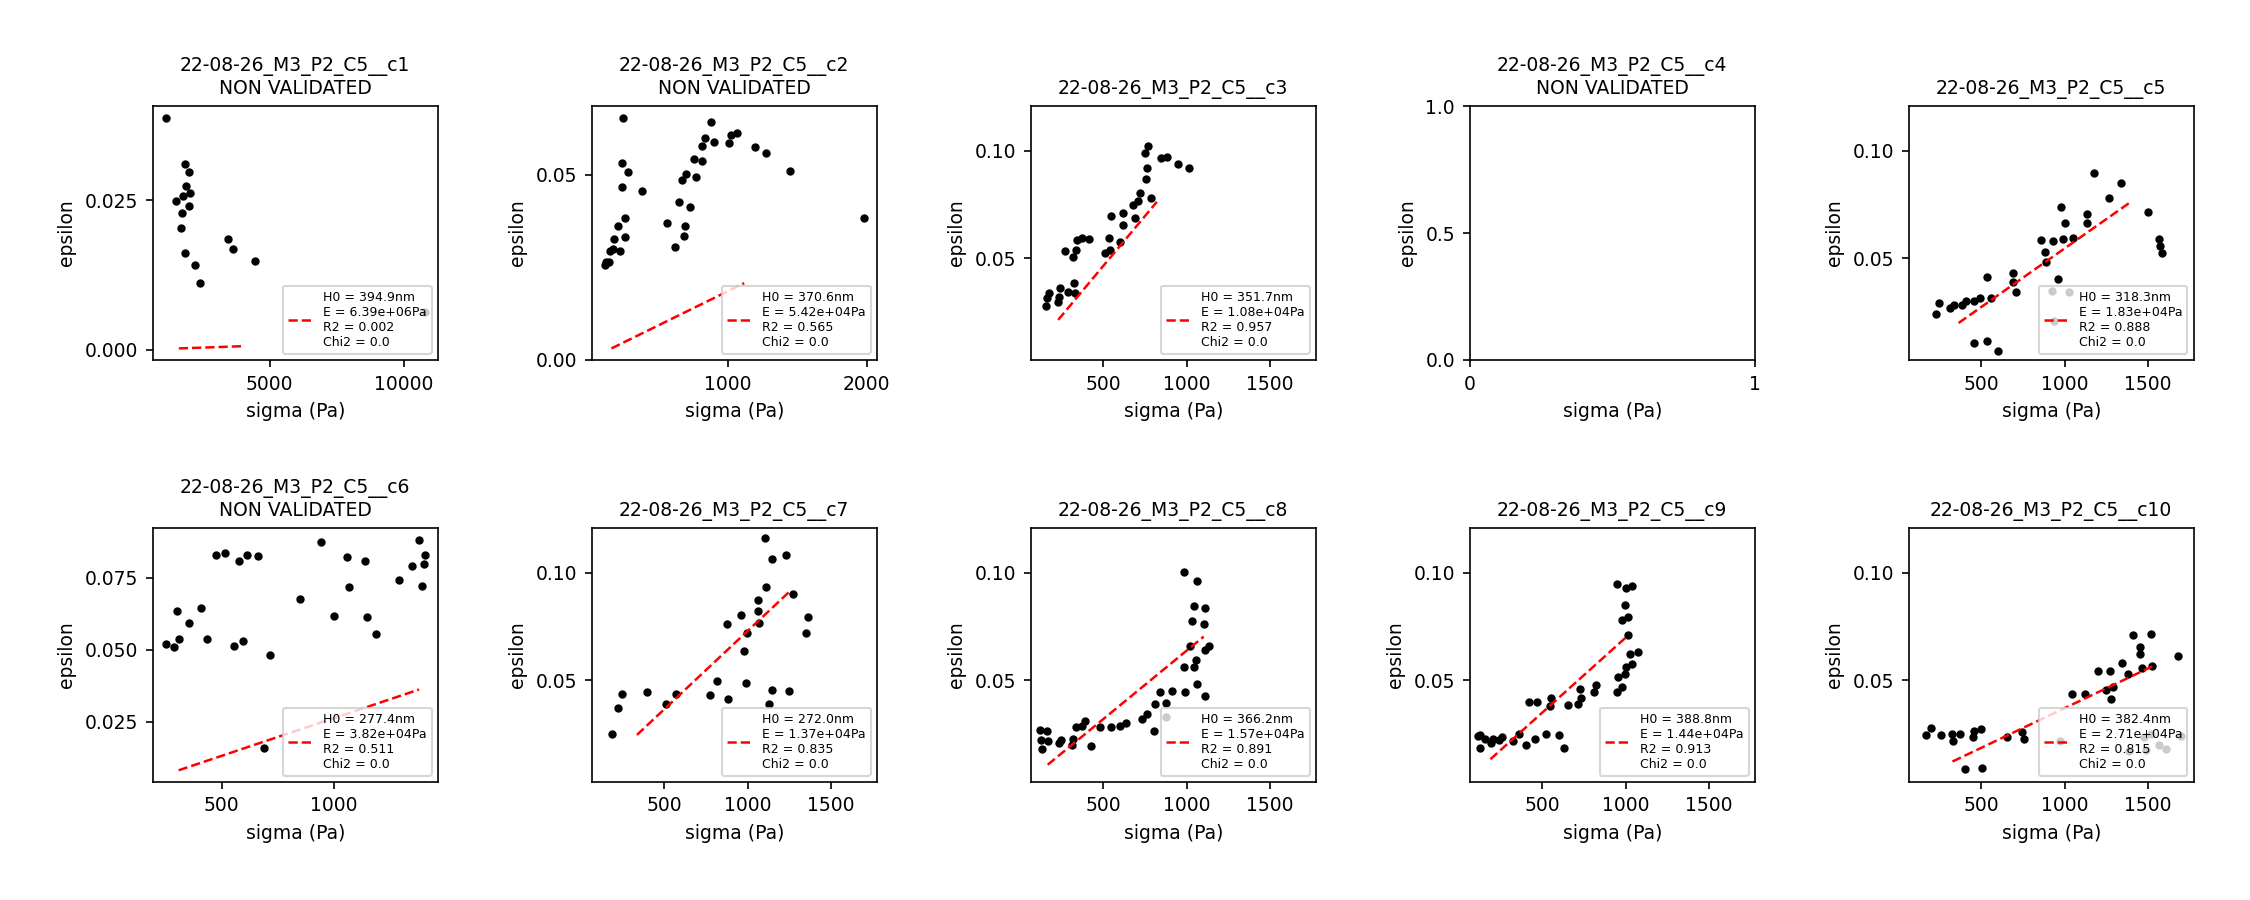 22-08-26_M3_P2_C5__c1
NON VALIDATED
epsilon
0.025
0.000
5000
10000
sigma (Pa)
H0 = 394.9nm
E = 6.39e+06Pa
R2 = 0.002
Chi2 = 0.0
22-08-26_M3_P2_C5__c2
NON VALIDATED
epsilon
0.05
0.00
1000
2000
sigma (Pa)
H0 = 370.6nm
E = 5.42e+04Pa
R2 = 0.565
Chi2 = 0.0
22-08-26_M3_P2_C5__c3
epsilon
0.10
0.05
500
1000
1500
sigma (Pa)
H0 = 351.7nm
E = 1.08e+04Pa
R2 = 0.957
Chi2 = 0.0
22-08-26_M3_P2_C5__c4
NON VALIDATED
epsilon
1.0
0.5
0.0
0
1
sigma (Pa)
22-08-26_M3_P2_C5__c5
epsilon
0.10
0.05
500
1000
1500
sigma (Pa)
H0 = 318.3nm
E = 1.83e+04Pa
R2 = 0.888
Chi2 = 0.0
22-08-26_M3_P2_C5__c6
NON VALIDATED
epsilon
0.075
0.050
0.025
500
1000
sigma (Pa)
H0 = 277.4nm
E = 3.82e+04Pa
R2 = 0.511
Chi2 = 0.0
22-08-26_M3_P2_C5__c7
epsilon
0.10
0.05
500
1000
1500
sigma (Pa)
H0 = 272.0nm
E = 1.37e+04Pa
R2 = 0.835
Chi2 = 0.0
22-08-26_M3_P2_C5__c8
epsilon
0.10
0.05
500
1000
1500
sigma (Pa)
H0 = 366.2nm
E = 1.57e+04Pa
R2 = 0.891
Chi2 = 0.0
22-08-26_M3_P2_C5__c9
epsilon
0.10
0.05
500
1000
1500
sigma (Pa)
H0 = 388.8nm
E = 1.44e+04Pa
R2 = 0.913
Chi2 = 0.0
22-08-26_M3_P2_C5__c10
epsilon
0.10
0.05
500
1000
1500
sigma (Pa)
H0 = 382.4nm
E = 2.71e+04Pa
R2 = 0.815
Chi2 = 0.0